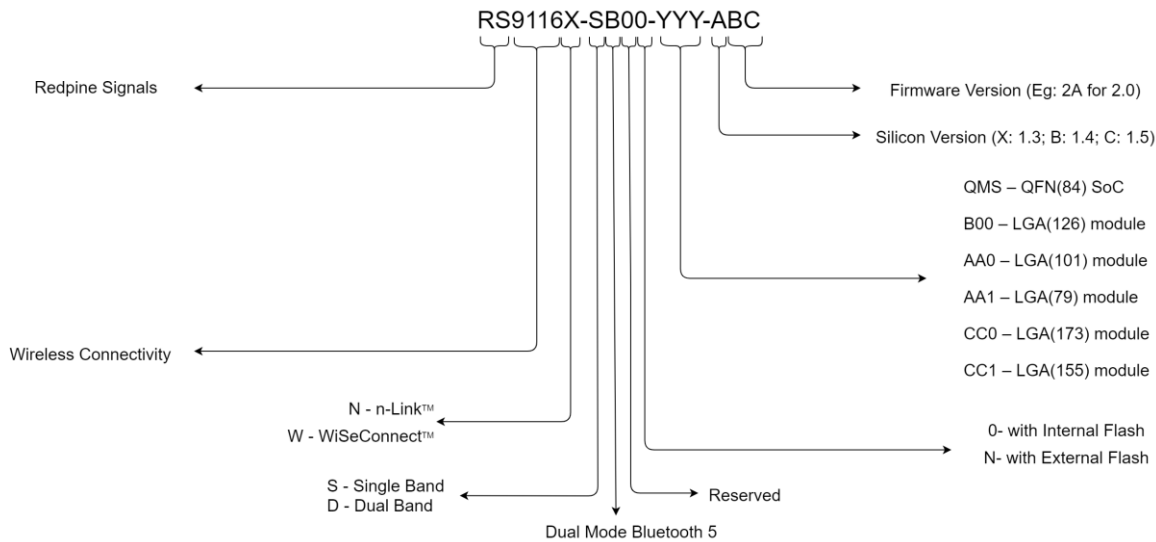 RS9116X-SB00-YYY-ABC
Redpine Signals
Firmware Version (Eg: 2A for 2.0)
Silicon Version (X: 1.3; B: 1.4; C: 1.5)
QMS – QFN(84) SoC
B00 – LGA(126) module
AA0 – LGA(101) module
AA1 – LGA(79) module
CC0 – LGA(173) module
CC1 – LGA(155) module
Wireless Connectivity
N - n-Link™
W - WiSeConnect™
0- with Internal Flash
N- with External Flash
S - Single Band
D - Dual Band
Reserved
Dual Mode Bluetooth 5